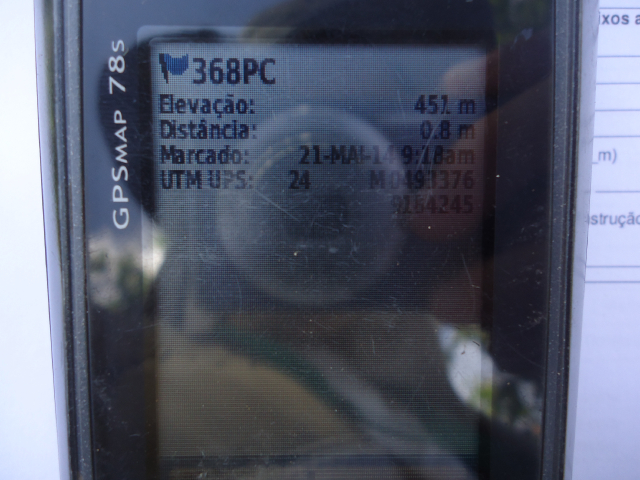 GPSMAP 78s
368PC
Elevação: 451 m
Distância: 0.8 m
Marcado: 21-MAI-14 9:18am
UTM UPS: 24 M 0493376
9164245
ixos a
_m)
strução